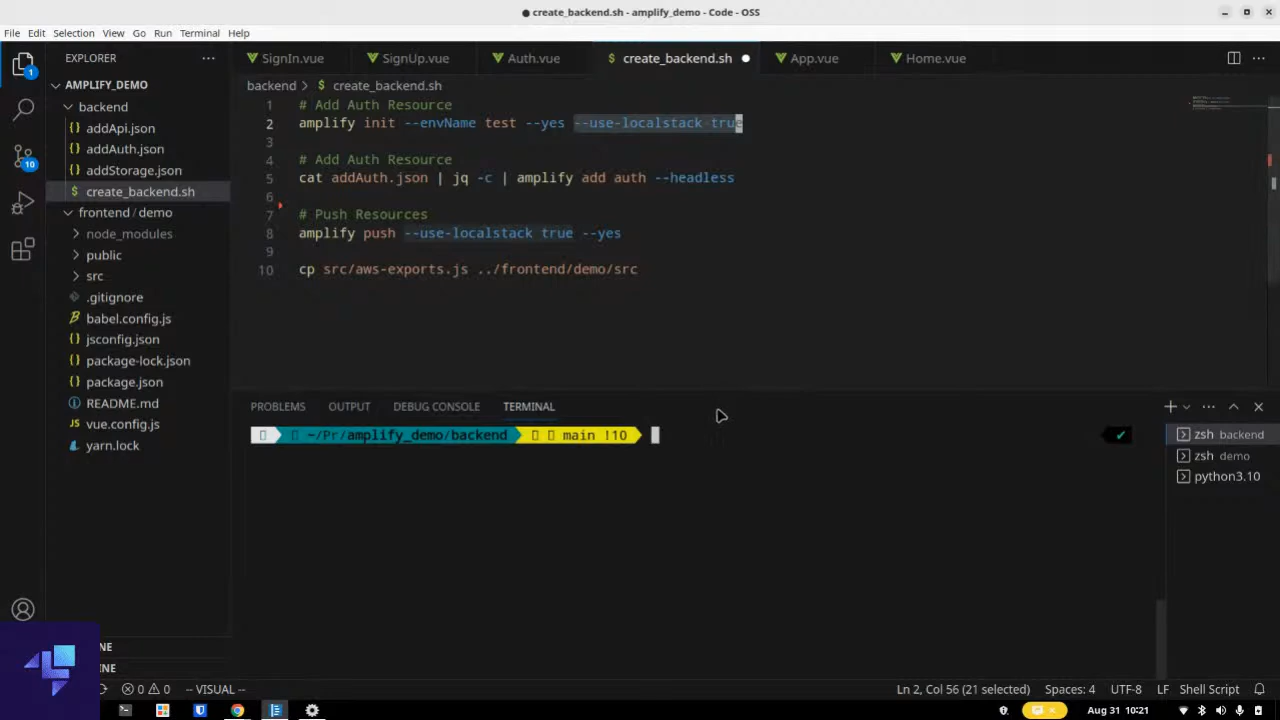 create_backend.sh - amplify_demo - Code - OSS
File Edit Selection View Go Run Terminal Help
EXPLORER
SignIn.vue SignUp.vue Auth.vue create_backend.sh App.vue Home.vue
AMPLIFY_DEMO
backend
addApi.json
addAuth.json
addStorage.json
create_backend.sh
frontend / demo
node_modules
public
src
.gitignore
babel.config.js
jsconfig.json
package-lock.json
package.json
README.md
vue.config.js
yarn.lock
NE
INE
backend > $ create_backend.sh
1 # Add Auth Resource
2 amplify init --envName test --yes --use-localstack true
3
4 # Add Auth Resource
5 cat addAuth.json | jq -c | amplify add auth --headless
6
7 # Push Resources
8 amplify push --use-localstack true --yes
9
10 cp src/aws-exports.js ../frontend/demo/src
PROBLEMS OUTPUT DEBUG CONSOLE TERMINAL
~/Pr/amplify_demo/backend main !10
zsh backend
zsh demo
python3.10
1
10
0 0 -- VISUAL -- Ln 2, Col 56 (21 selected) Spaces: 4 UTF-8 LF Shell Script
Aug 31 10:21